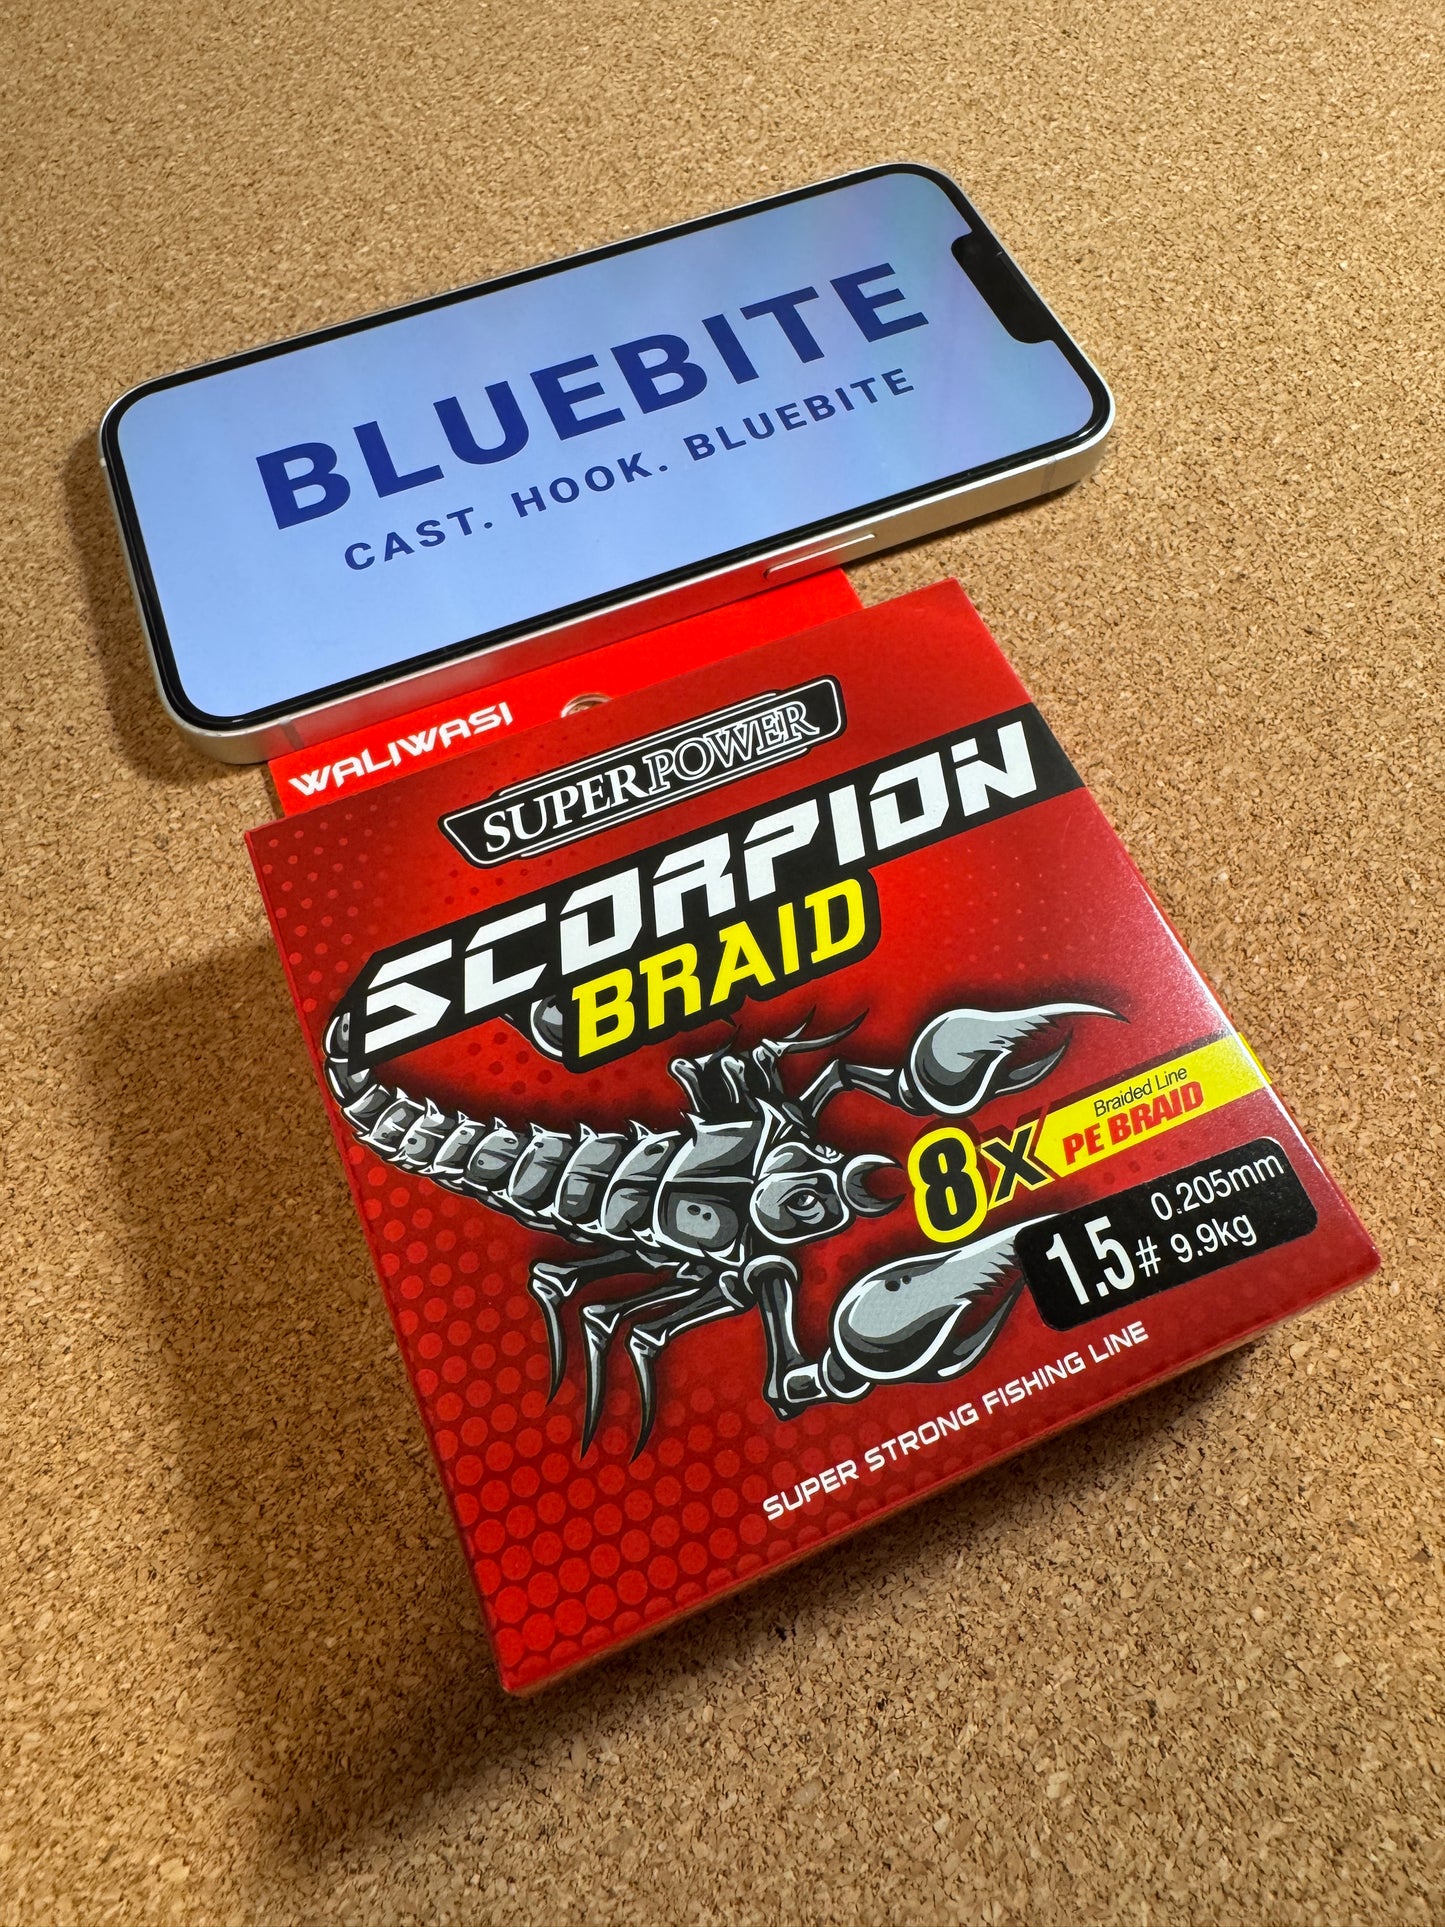 BLUEBITE
CAST. HOOK. BLUEBITE
WALIWASI
SUPERPOWER
SCORPION
BRAID
8X
Braided Line
PE BRAID
1.5#
0.205mm
9.9kg
SUPER STRONG FISHING LINE